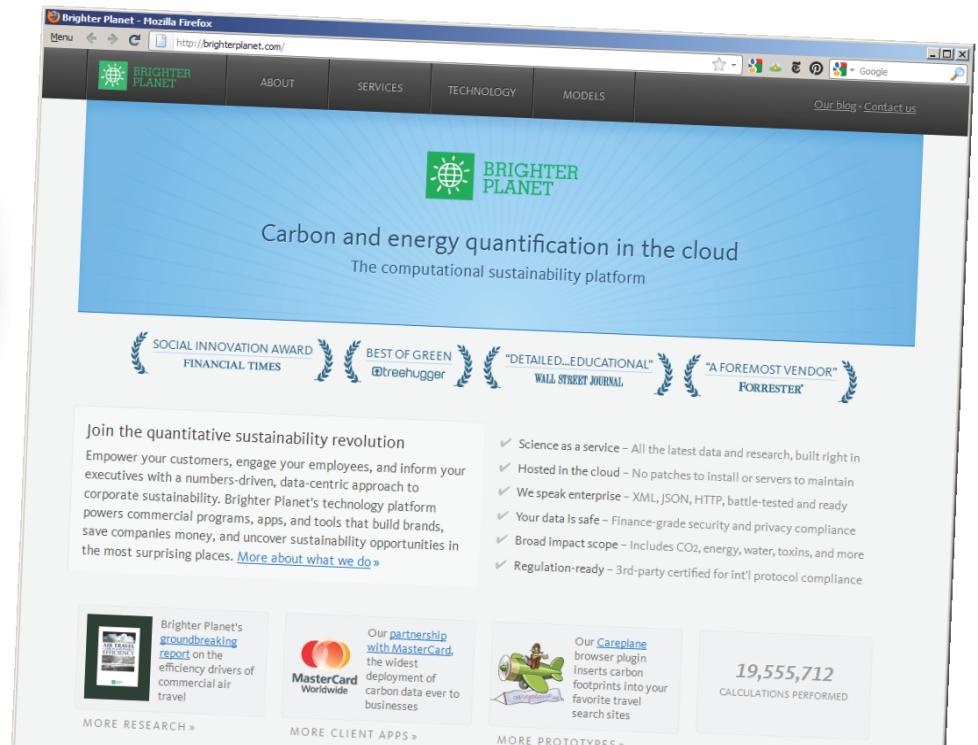 Brighter Planet - Mozilla Firefox
Menu
http://brighterplanet.com/
Google
BRIGHTER
PLANET
ABOUT
SERVICES
TECHNOLOGY
MODELS
Our blog · Contact us
BRIGHTER
PLANET
Carbon and energy quantification in the cloud
The computational sustainability platform
SOCIAL INNOVATION AWARD
FINANCIAL TIMES
BEST OF GREEN
treehugger
"DETAILED...EDUCATIONAL"
WALL STREET JOURNAL
"A FOREMOST VENDOR"
FORRESTER
Join the quantitative sustainability revolution
Empower your customers, engage your employees, and inform your
executives with a numbers-driven, data-centric approach to
corporate sustainability. Brighter Planet's technology platform
powers commercial programs, apps, and tools that build brands,
save companies money, and uncover sustainability opportunities in
the most surprising places. More about what we do »
Science as a service – All the latest data and research, built right in
Hosted in the cloud – No patches to install or servers to maintain
We speak enterprise – XML, JSON, HTTP, battle-tested and ready
Your data is safe – Finance-grade security and privacy compliance
Broad impact scope – Includes CO2, energy, water, toxins, and more
Regulation-ready – 3rd-party certified for int'l protocol compliance
AIR TRAVEL
EFFICIENCY
Brighter Planet's
groundbreaking
report on the
efficiency drivers of
commercial air
travel
MORE RESEARCH »
MasterCard
Worldwide
Our partnership
with MasterCard,
the widest
deployment of
carbon data ever to
businesses
MORE CLIENT APPS »
Our Careplane
browser plugin
inserts carbon
footprints into your
favorite travel
search sites
MORE PROTOTYPES »
19,555,712
CALCULATIONS PERFORMED